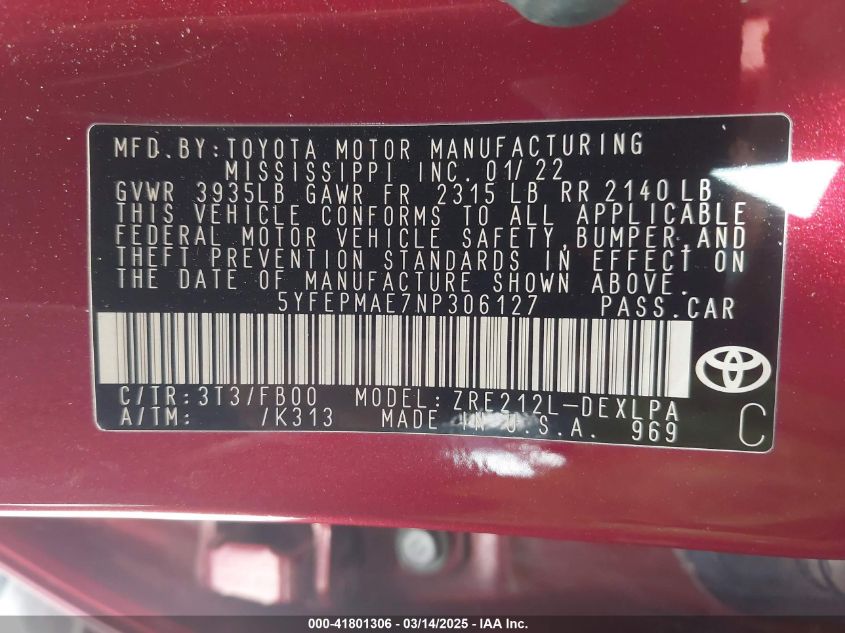 MFD.BY:TOYOTA MOTOR MANUFACTURING
MISSISSIPPI INC. 01/22
GVWR 3935LB GAWR FR 2315 LB RR 2140 LB
THIS VEHICLE CONFORMS TO ALL APPLICABLE
FEDERAL MOTOR VEHICLE SAFETY,BUMPER,AND
THEFT PREVENTION STANDARDS IN EFFECT ON
THE DATE OF MANUFACTURE SHOWN ABOVE.
5YFEPMAE7NP306127 PASS.CAR
C/TR:3T3/FB00 MODEL:ZRE212L-DEXLPA
A/TM: /K313 MADE IN U.S.A. 969 C
000-41801306 / 03/14/2025 - IAA Inc.